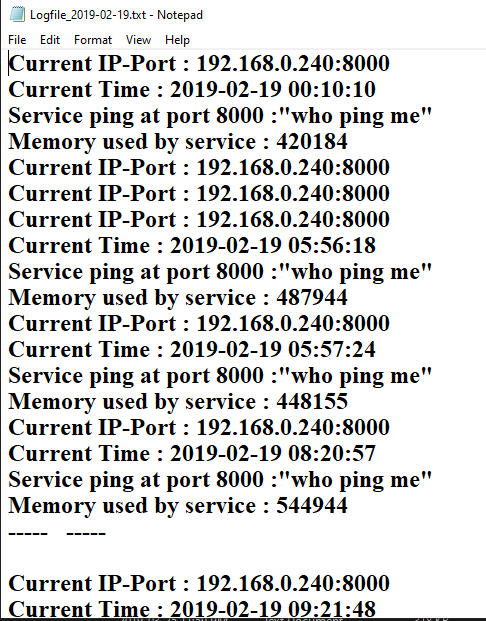 Logfile_2019-02-19.txt - Notepad
File Edit Format View Help
Current IP-Port : 192.168.0.240:8000
Current Time : 2019-02-19 00:10:10
Service ping at port 8000 :"who ping me"
Memory used by service : 420184
Current IP-Port : 192.168.0.240:8000
Current IP-Port : 192.168.0.240:8000
Current IP-Port : 192.168.0.240:8000
Current Time : 2019-02-19 05:56:18
Service ping at port 8000 :"who ping me"
Memory used by service : 487944
Current IP-Port : 192.168.0.240:8000
Current Time : 2019-02-19 05:57:24
Service ping at port 8000 :"who ping me"
Memory used by service : 448155
Current IP-Port : 192.168.0.240:8000
Current Time : 2019-02-19 08:20:57
Service ping at port 8000 :"who ping me"
Memory used by service : 544944
----- -----
Current IP-Port : 192.168.0.240:8000
Current Time : 2019-02-19 09:21:48